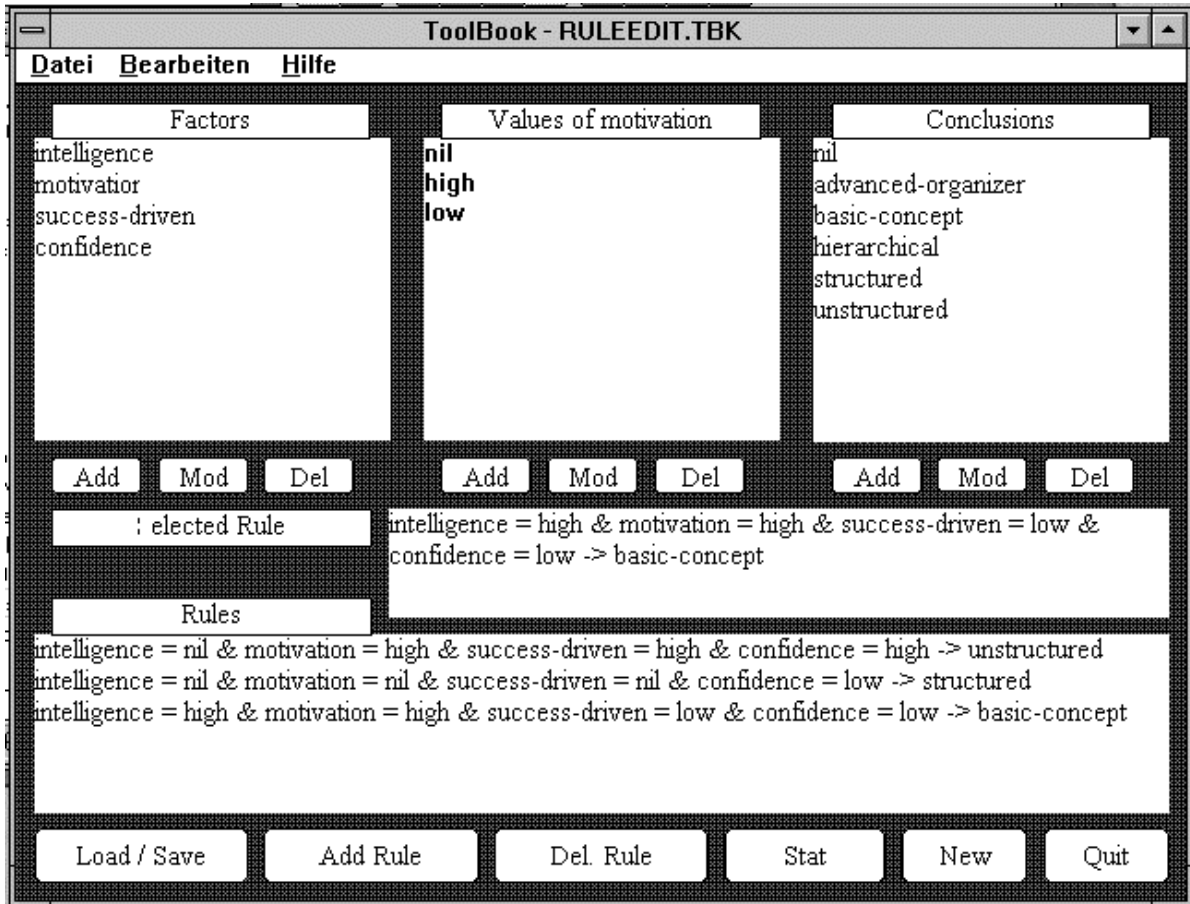 ToolBook - RULEEDIT.TBK
Datei Bearbeiten Hilfe
Factors
intelligence
motivatior
success-driven
confidence
Add Mod Del
Values of motivation
nil
high
low
Add Mod Del
Conclusions
nil
advanced-organizer
basic-concept
hierarchical
structured
unstructured
Add Mod Del
¦ elected Rule
intelligence = high & motivation = high & success-driven = low &
confidence = low -> basic-concept
Rules
intelligence = nil & motivation = high & success-driven = high & confidence = high -> unstructured
intelligence = nil & motivation = nil & success-driven = nil & confidence = low -> structured
intelligence = high & motivation = high & success-driven = low & confidence = low -> basic-concept
Load / Save Add Rule Del. Rule Stat New Quit